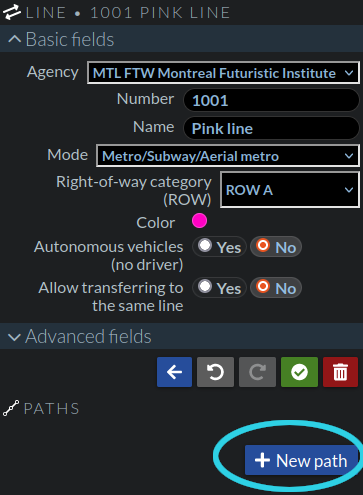 LINE • 1001 PINK LINE
Basic fields
Agency MTL FTW Montreal Futuristic Institute
Number 1001
Name Pink line
Mode Metro/Subway/Aerial metro
Right-of-way category
(ROW) ROW A
Color
Autonomous vehicles Yes No
(no driver)
Allow transferring to Yes No
the same line
Advanced fields
PATHS
+ New path